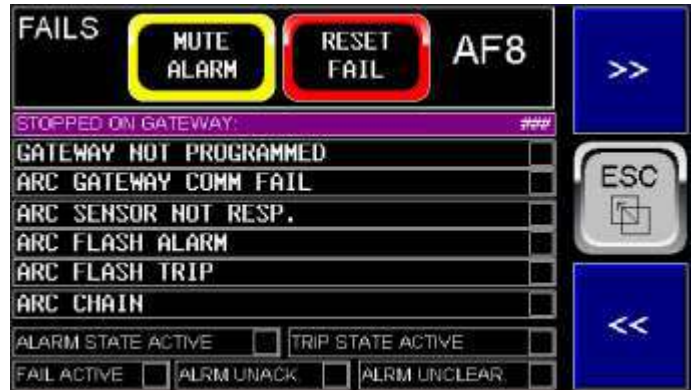 FAILS
MUTE
ALARM
RESET
FAIL
AF8
>>
STOPPED ON GATEWAY: ###
GATEWAY NOT PROGRAMMED
ARC GATEWAY COMM FAIL
ESC
ARC SENSOR NOT RESP.
ARC FLASH ALARM
ARC FLASH TRIP
ARC CHAIN
<<
ALARM STATE ACTIVE TRIP STATE ACTIVE
FAIL ACTIVE ALRM UNACK ALRM UNCLEAR